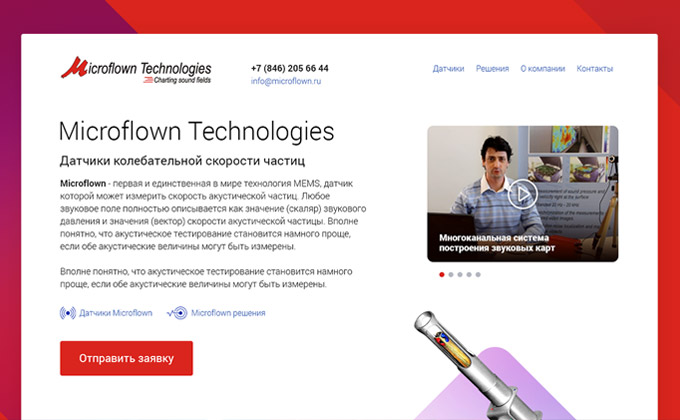 Microflown Technologies
Charting sound fields
+7 (846) 205 66 44
info@microflown.ru
Датчики Решения О компании Контакты
Microflown Technologies
Датчики колебательной скорости частиц
Microflown - первая и единственная в мире технология MEMS, датчик
которой может измерить скорость акустической частиц. Любое
звуковое поле полностью описывается как значение (скаляр) звукового
давления и значения (вектор) скорости акустической частицы. Вполне
понятно, что акустическое тестирование становится намного проще,
если обе акустические величины могут быть измерены.
Вполне понятно, что акустическое тестирование становится намного
проще, если обе акустические величины могут быть измерены.
Датчики Microflown Microflown решения
Отправить заявку
Многоканальная система
построения звуковых карт